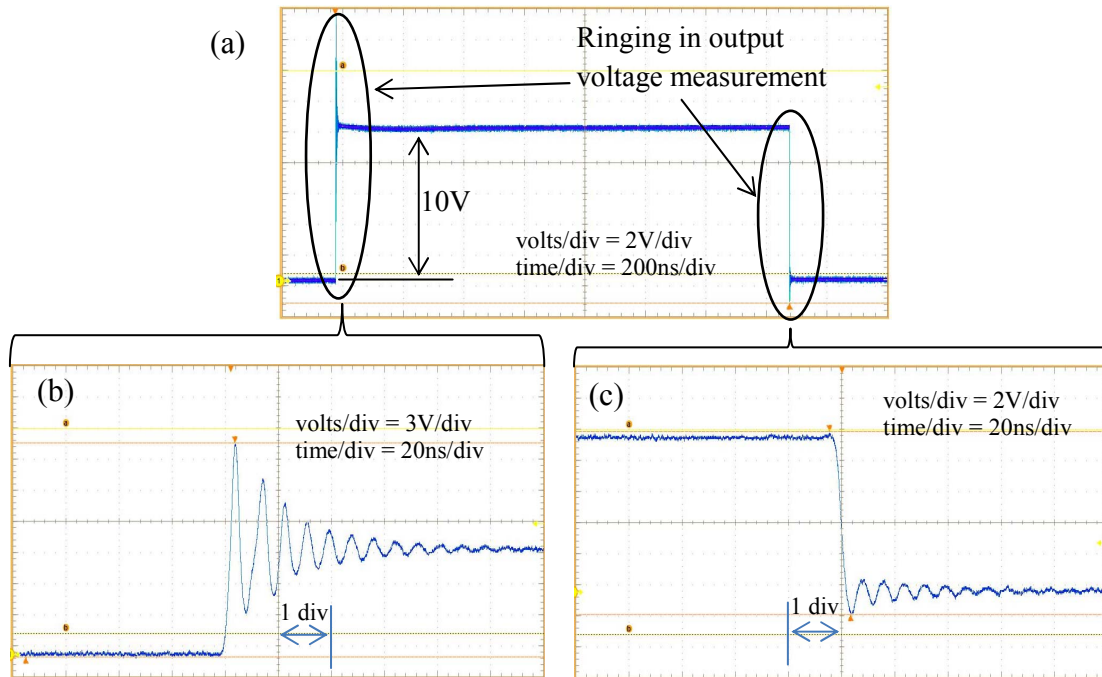 (a)
Ringing in output
voltage measurement
a
10V
volts/div = 2V/div
time/div = 200ns/div
b
1
(b)
volts/div = 3V/div
time/div = 20ns/div
a
1 div
b
(c)
volts/div = 2V/div
time/div = 20ns/div
a
1 div
b